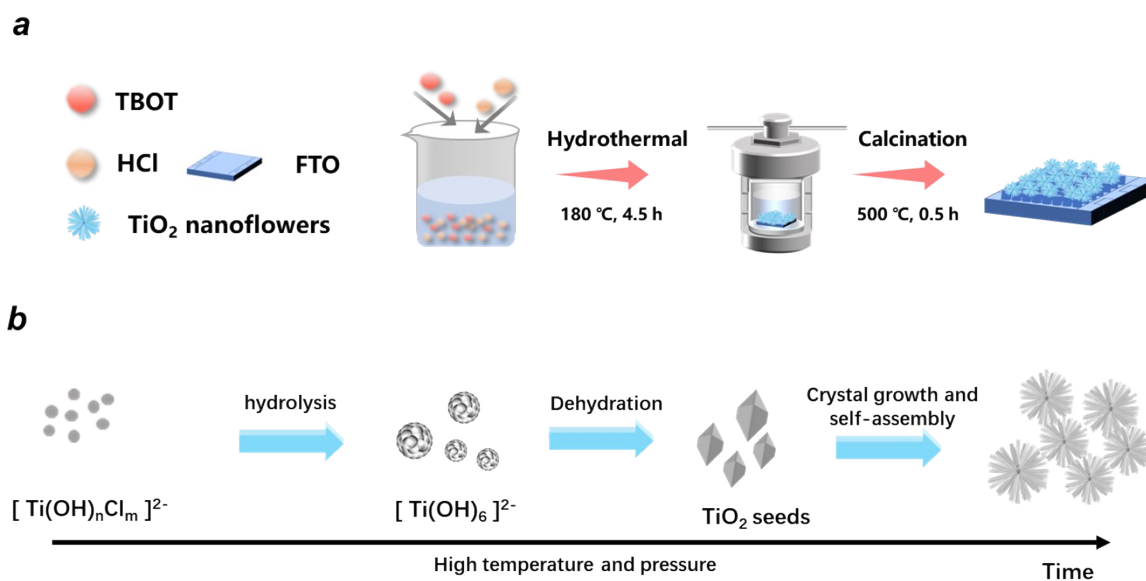 a
TBOT
HCl
FTO
TiO₂ nanoflowers
Hydrothermal
180 ℃, 4.5 h
Calcination
500 ℃, 0.5 h
b
hydrolysis
Dehydration
Crystal growth and
self-assembly
[ Ti(OH)ₙClₘ ]²⁻
[ Ti(OH)₆ ]²⁻
TiO₂ seeds
High temperature and pressure
Time